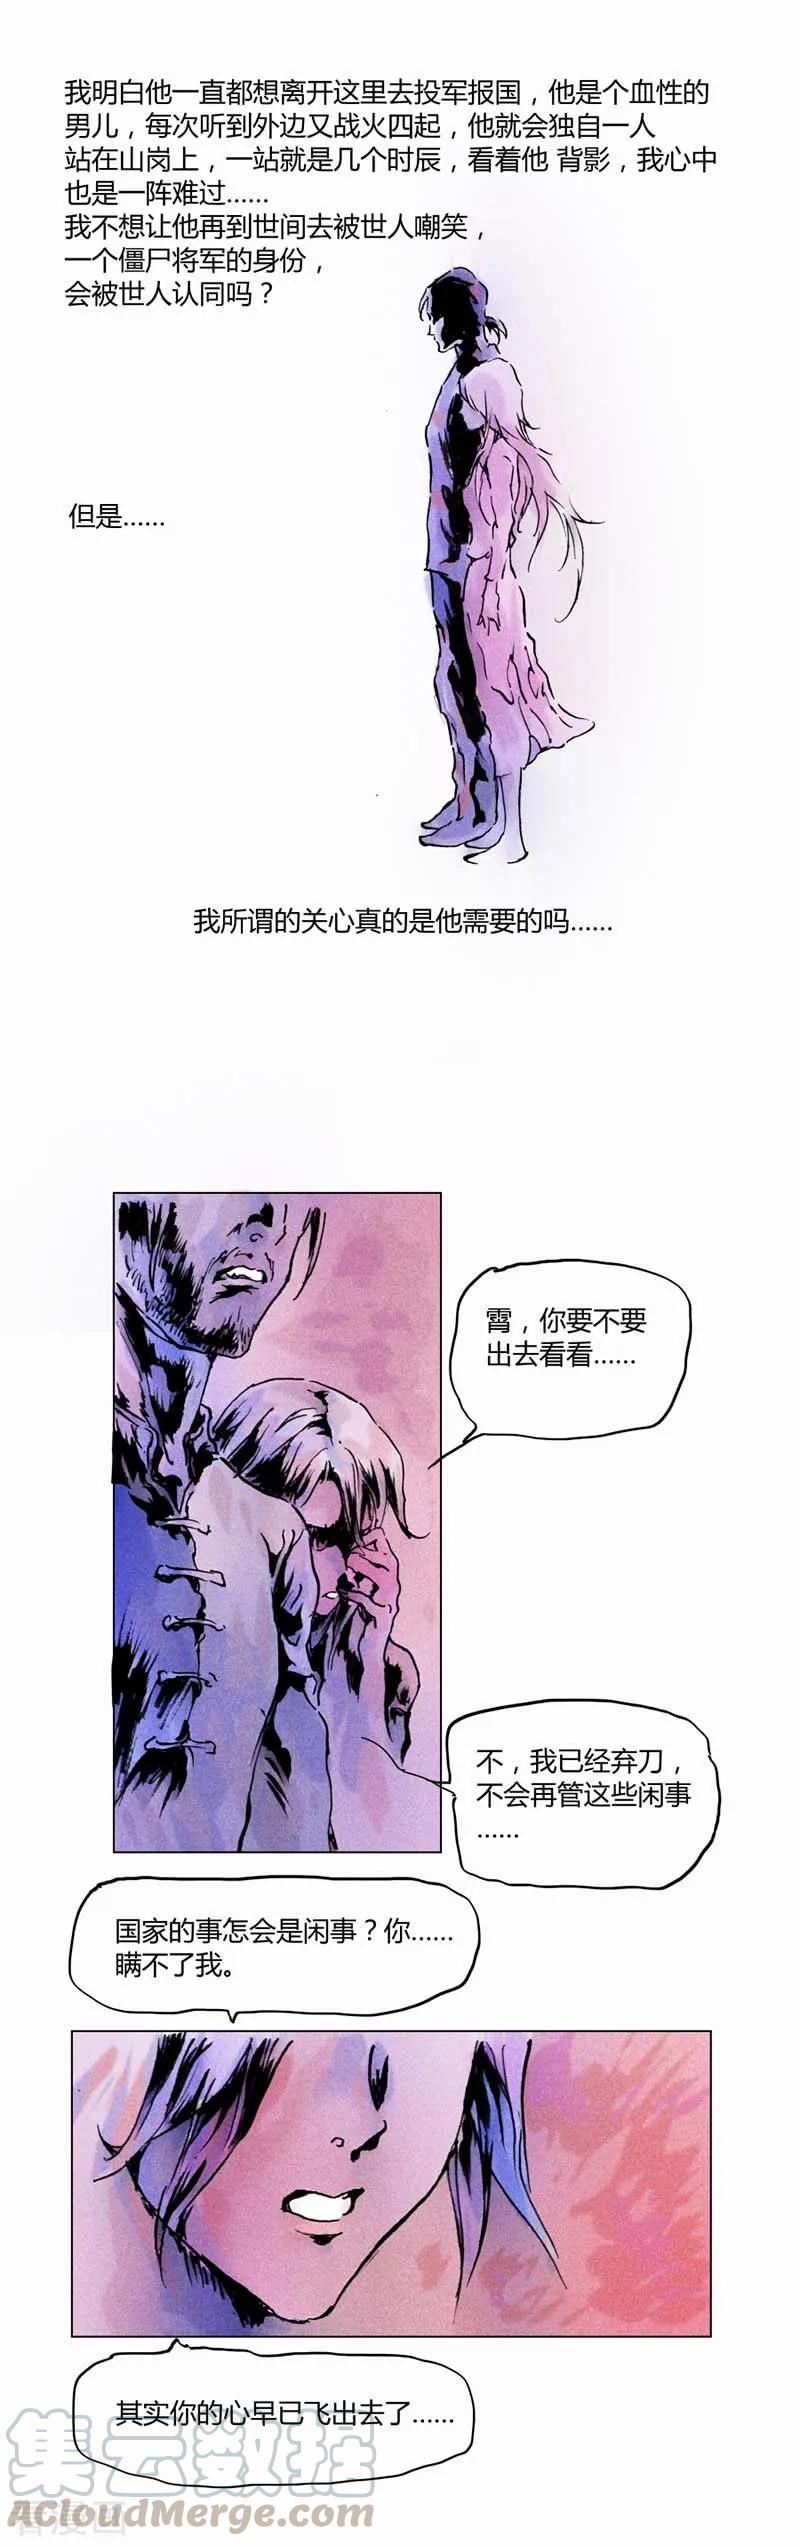 我明白他一直都想离开这里去投军报国，他是个血性的
男儿，每次听到外边又战火四起，他就会独自一人
站在山岗上，一站就是几个时辰，看着他 背影，我心中
也是一阵难过……
我不想让他再到世间去被世人嘲笑，
一个僵尸将军的身份，
会被世人认同吗？
但是……
我所谓的关心真的是他需要的吗……
霄，你要不要
出去看看……
不，我已经弃刀，
不会再管这些闲事
……
国家的事怎会是闲事？你……
瞒不了我。
其实你的心早已飞出去了……
集云数据
看漫画
ACloudMerge.com